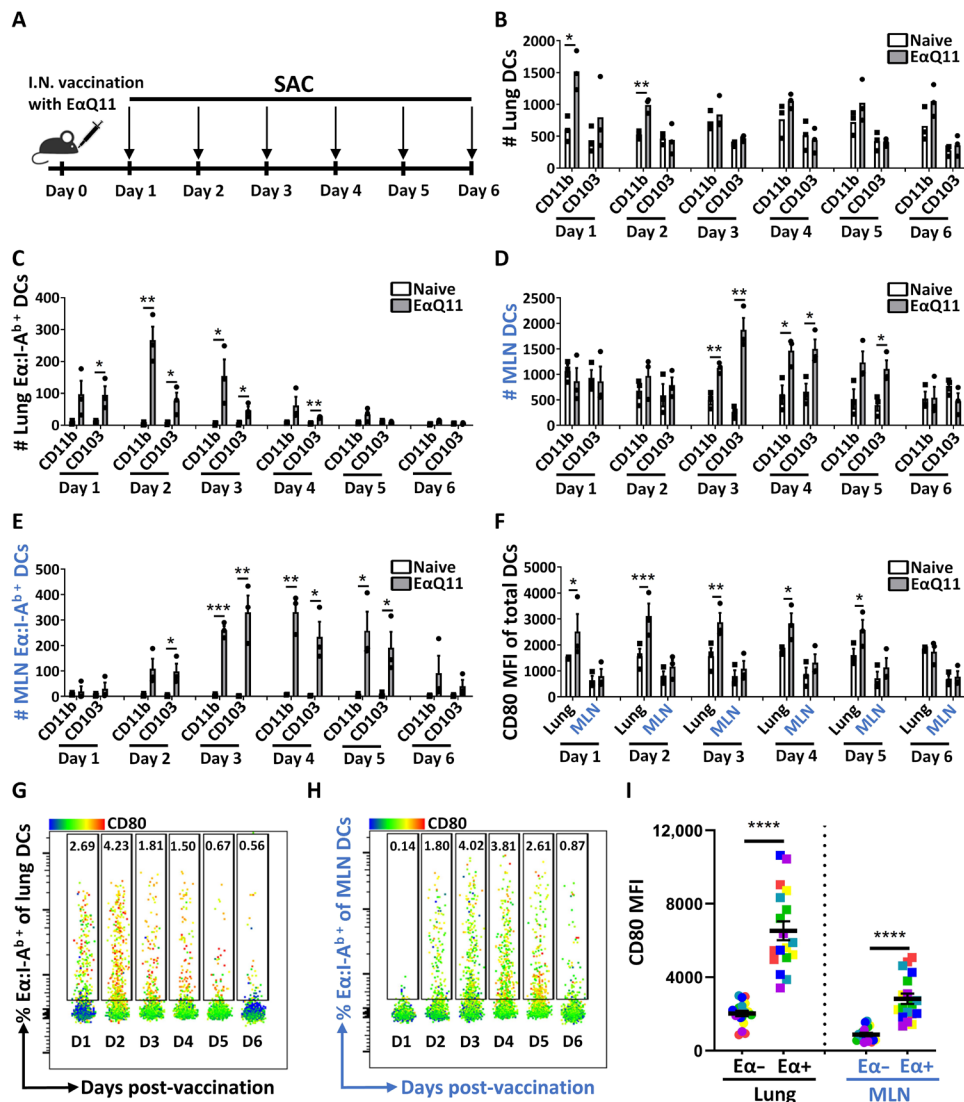 A
I.N. vaccination
with EαQ11
SAC
Day 0 Day 1 Day 2 Day 3 Day 4 Day 5 Day 6
B
# Lung DCs
2000
1500
1000
500
0
Naive
EαQ11
* **
CD11b CD103 CD11b CD103 CD11b CD103 CD11b CD103 CD11b CD103 CD11b CD103
Day 1 Day 2 Day 3 Day 4 Day 5 Day 6
C
# Lung Eα:I-Aᵇ⁺ DCs
400
300
200
100
0
Naive
EαQ11
* ** * * * **
CD11b CD103 CD11b CD103 CD11b CD103 CD11b CD103 CD11b CD103 CD11b CD103
Day 1 Day 2 Day 3 Day 4 Day 5 Day 6
D
# MLN DCs
2500
2000
1500
1000
500
0
Naive
EαQ11
** ** * * *
CD11b CD103 CD11b CD103 CD11b CD103 CD11b CD103 CD11b CD103 CD11b CD103
Day 1 Day 2 Day 3 Day 4 Day 5 Day 6
E
# MLN Eα:I-Aᵇ⁺ DCs
500
400
300
200
100
0
Naive
EαQ11
* *** ** ** * * *
CD11b CD103 CD11b CD103 CD11b CD103 CD11b CD103 CD11b CD103 CD11b CD103
Day 1 Day 2 Day 3 Day 4 Day 5 Day 6
F
CD80 MFI of total DCs
5000
4000
3000
2000
1000
0
Naive
EαQ11
* *** ** * *
Lung MLN Lung MLN Lung MLN Lung MLN Lung MLN Lung MLN
Day 1 Day 2 Day 3 Day 4 Day 5 Day 6
G
CD80
% Eα:I-Aᵇ⁺ of lung DCs
2.69 4.23 1.81 1.50 0.67 0.56
D1 D2 D3 D4 D5 D6
Days post-vaccination
H
CD80
% Eα:I-Aᵇ⁺ of MLN DCs
0.14 1.80 4.02 3.81 2.61 0.87
D1 D2 D3 D4 D5 D6
Days post-vaccination
I
CD80 MFI
12,000
8000
4000
0
**** ****
Eα- Eα+ Eα- Eα+
Lung MLN